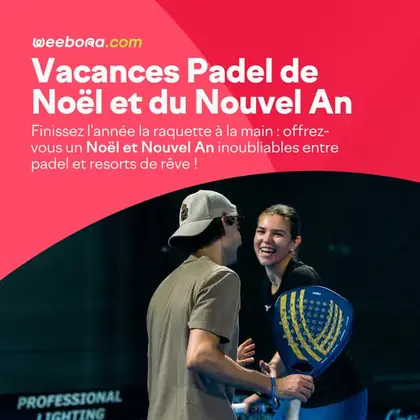 weebora.com
Vacances Padel de
Noël et du Nouvel An
Finissez l'année la raquette à la main : offrez-
vous un Noël et Nouvel An inoubliables entre
padel et resorts de rêve !
PROFESSIONAL
LIGHTING